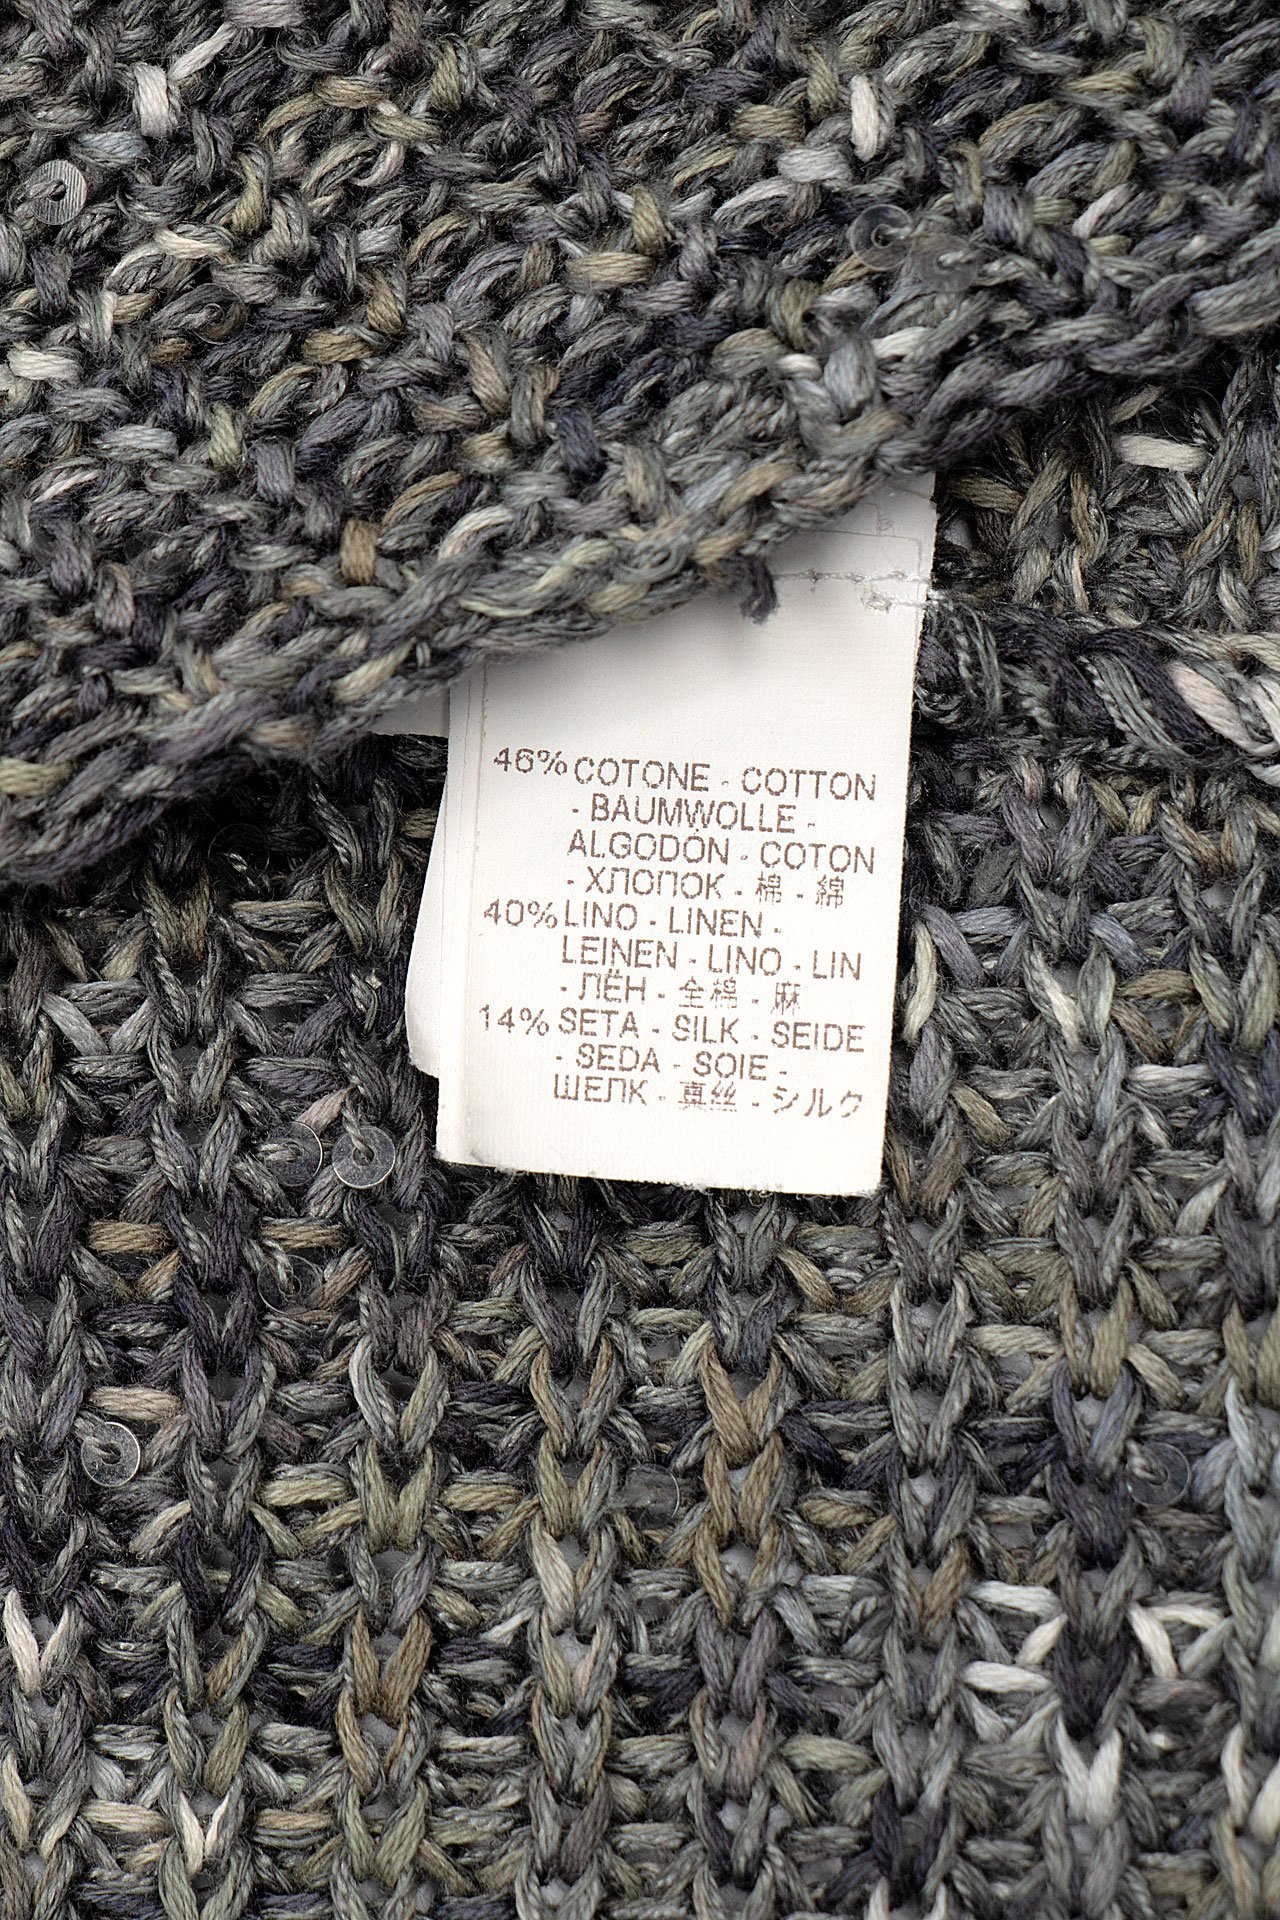 46% COTONE - COTTON
- BAUMWOLLE -
ALGODÓN - COTON
- ХЛОПОК - 棉 - 綿
40% LINO - LINEN -
LEINEN - LINO - LIN
- ЛЁН - 全棉 - 麻
14% SETA - SILK - SEIDE
- SEDA - SOIE -
ШЕЛК - 真丝 - シルク